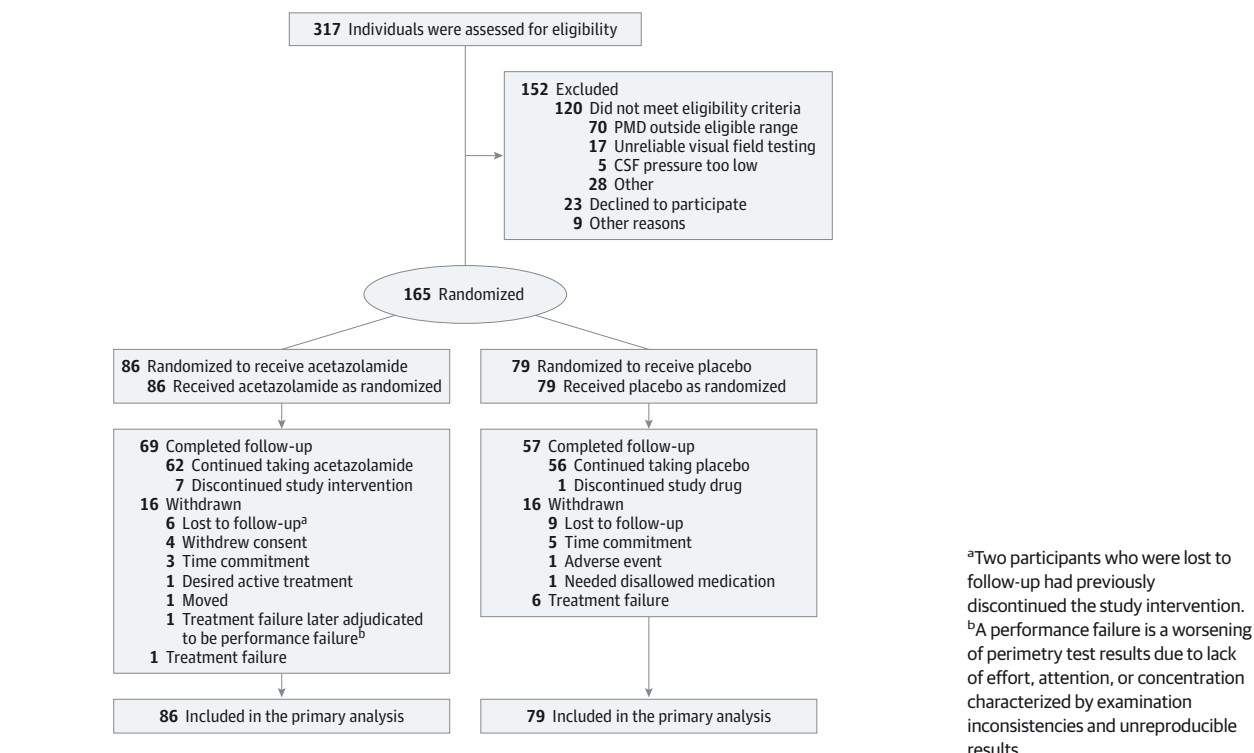 317 Individuals were assessed for eligibility
152 Excluded
120 Did not meet eligibility criteria
70 PMD outside eligible range
17 Unreliable visual field testing
5 CSF pressure too low
28 Other
23 Declined to participate
9 Other reasons
165 Randomized
86 Randomized to receive acetazolamide
86 Received acetazolamide as randomized
79 Randomized to receive placebo
79 Received placebo as randomized
69 Completed follow-up
62 Continued taking acetazolamide
7 Discontinued study intervention
16 Withdrawn
6 Lost to follow-upᵃ
4 Withdrew consent
3 Time commitment
1 Desired active treatment
1 Moved
1 Treatment failure later adjudicated
to be performance failureᵇ
1 Treatment failure
57 Completed follow-up
56 Continued taking placebo
1 Discontinued study drug
16 Withdrawn
9 Lost to follow-up
5 Time commitment
1 Adverse event
1 Needed disallowed medication
6 Treatment failure
86 Included in the primary analysis
79 Included in the primary analysis
ᵃTwo participants who were lost to
follow-up had previously
discontinued the study intervention.
ᵇA performance failure is a worsening
of perimetry test results due to lack
of effort, attention, or concentration
characterized by examination
inconsistencies and unreproducible
results